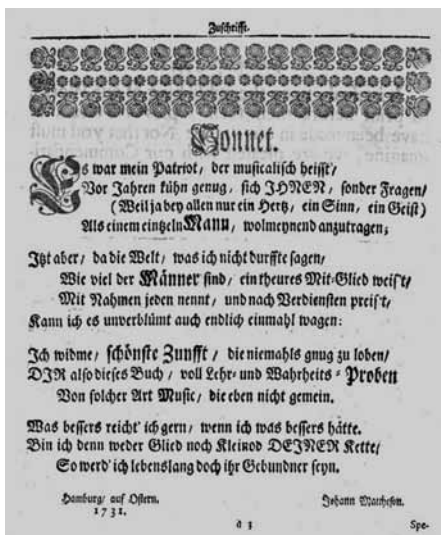 Zuschrifft.
Sonnet.
Es war mein Patriot, der musicalisch heisst/
Vor Jahren kühn genug, sich IHNEN, sonder Fragen/
(Weil ja bey allen nur ein Hertz, ein Sinn, ein Geist)
Als einem eintzeln Mann, wolmeynend anzutragen;
Itzt aber, da die Welt, was ich nicht durffte sagen/
Wie viel der Männer sind, ein theures Mit-Glied weis't/
Mit Nahmen jeden nennt, und nach Verdiensten preis't/
Kann ich es unverblümt auch endlich einmahl wagen:
Ich widme, schönste Zunfft, die niemahls gnug zu loben/
DIR also dieses Buch, voll Lehr- und Wahrheits-Proben
Von solcher Art Music, die eben nicht gemein.
Was bessers reicht' ich gern, wenn ich was bessers hätte.
Bin ich denn weder Glied noch Kleinod DEINER Kette/
So werd' ich lebenslang doch ihr Gebundner seyn.
Hamburg, auf Ostern. Johann Mattheson.
1731.
a 3 Spe-